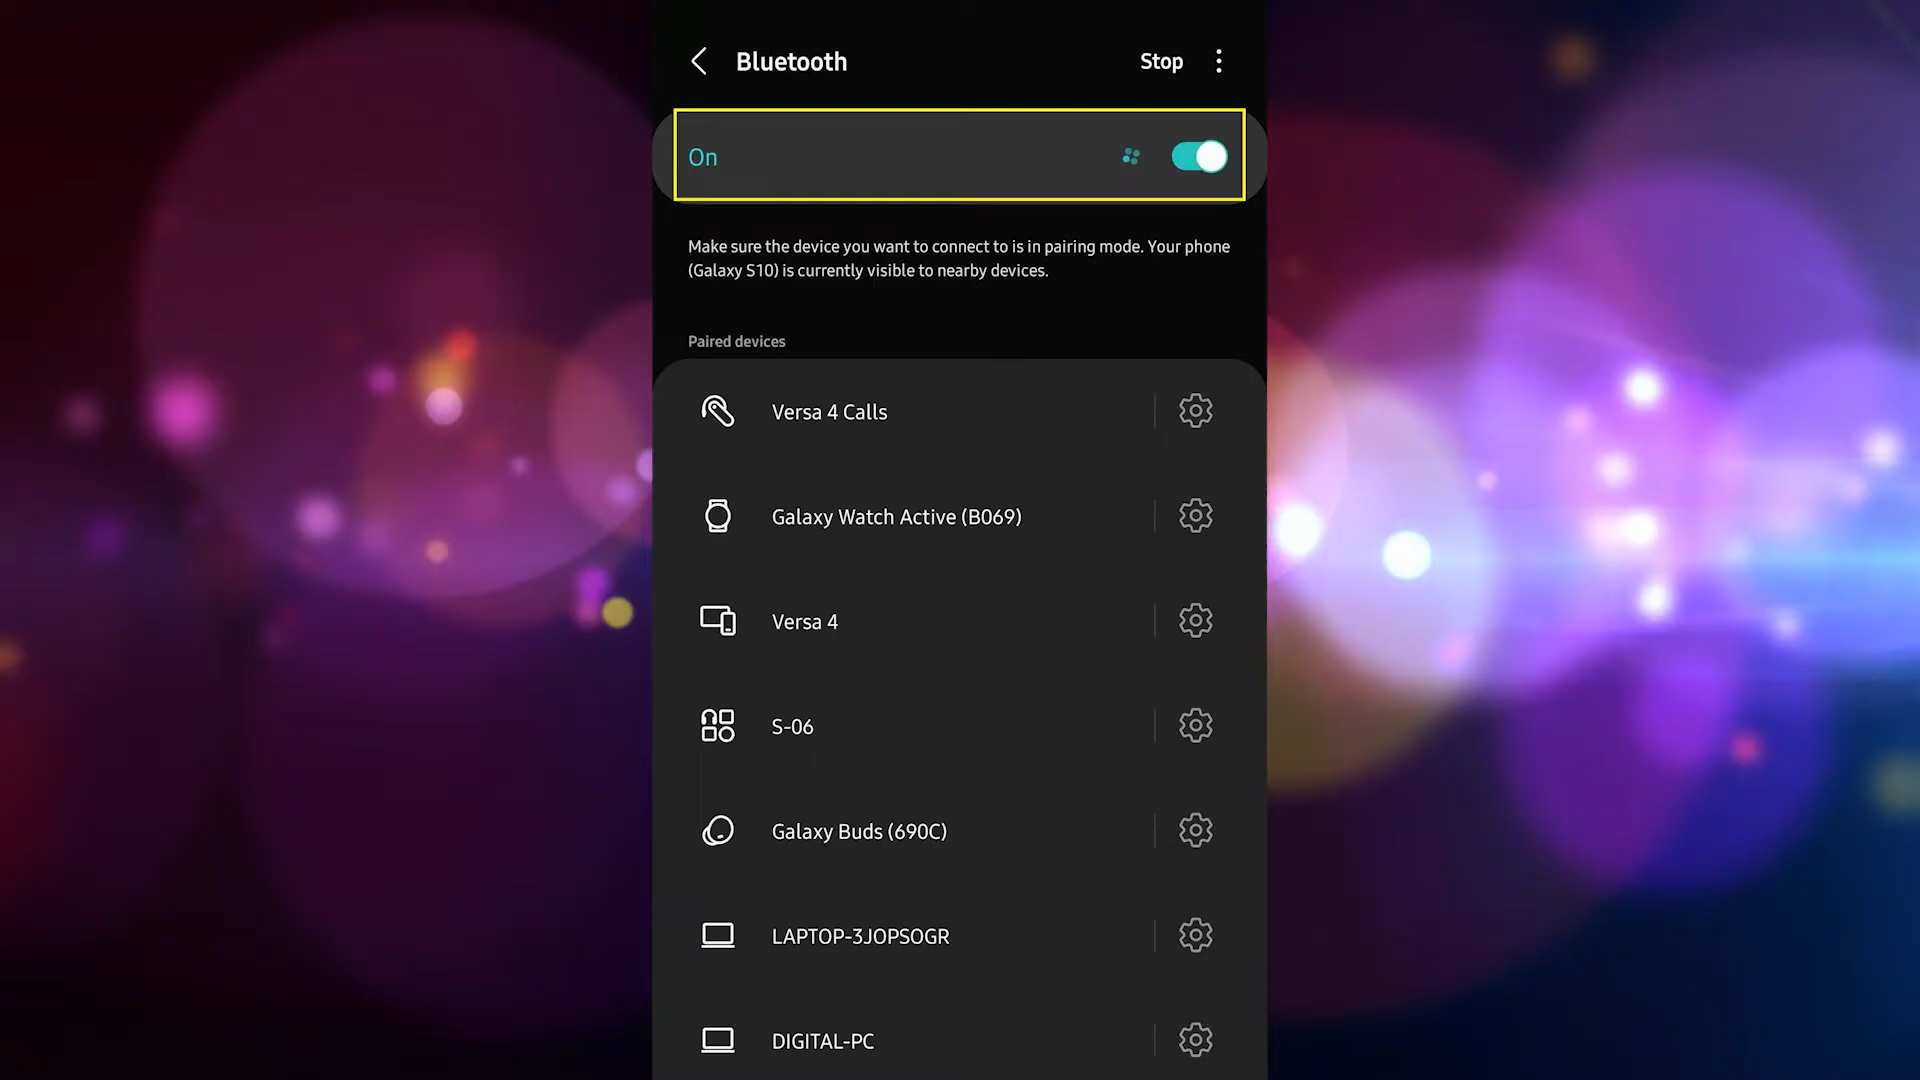 Bluetooth
Stop
On
Make sure the device you want to connect to is in pairing mode. Your phone
(Galaxy S10) is currently visible to nearby devices.
Paired devices
Versa 4 Calls
Galaxy Watch Active (B069)
Versa 4
S-06
Galaxy Buds (690C)
LAPTOP-3JOPSOGR
DIGITAL-PC